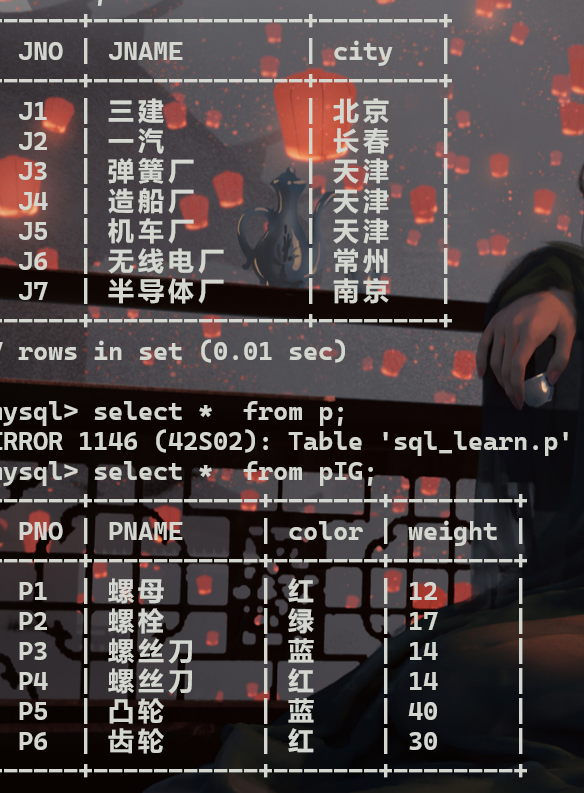 | JNO | JNAME | city |
| J1 | 三建 | 北京 |
| J2 | 一汽 | 长春 |
| J3 | 弹簧厂 | 天津 |
| J4 | 造船厂 | 天津 |
| J5 | 机车厂 | 天津 |
| J6 | 无线电厂 | 常州 |
| J7 | 半导体厂 | 南京 |
rows in set (0.01 sec)
mysql> select *  from p;
ERROR 1146 (42S02): Table 'sql_learn.p'
mysql> select *  from pIG;
| PNO | PNAME | color | weight |
| P1 | 螺母 | 红 | 12 |
| P2 | 螺栓 | 绿 | 17 |
| P3 | 螺丝刀 | 蓝 | 14 |
| P4 | 螺丝刀 | 红 | 14 |
| P5 | 凸轮 | 蓝 | 40 |
| P6 | 齿轮 | 红 | 30 |